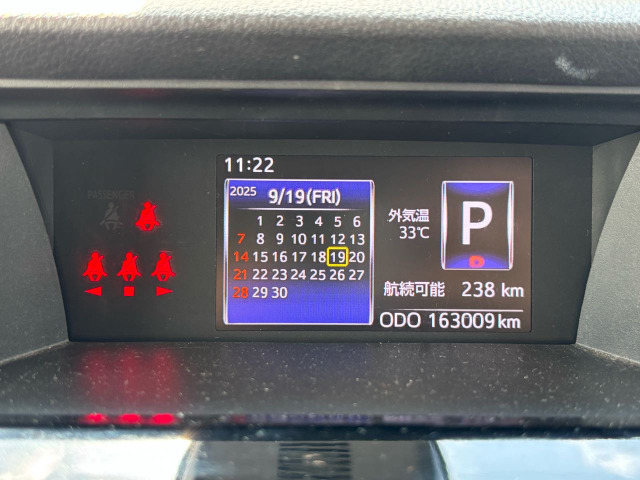 11:22
PASSENGER
2025 9/19(FRI)
1 2 3 4 5 6
7 8 9 10 11 12 13
14 15 16 17 18 19 20
21 22 23 24 25 26 27
28 29 30
外気温
33℃
P
D
航続可能 238 km
ODO 163009 km